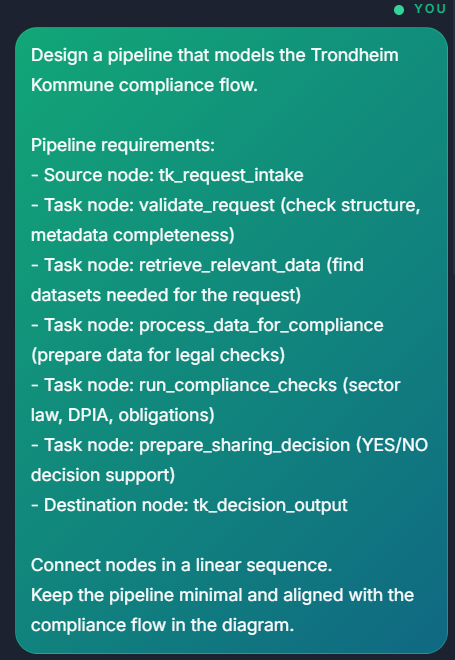 YOU
Design a pipeline that models the Trondheim
Kommune compliance flow.
Pipeline requirements:
- Source node: tk_request_intake
- Task node: validate_request (check structure,
metadata completeness)
- Task node: retrieve_relevant_data (find
datasets needed for the request)
- Task node: process_data_for_compliance
(prepare data for legal checks)
- Task node: run_compliance_checks (sector
law, DPIA, obligations)
- Task node: prepare_sharing_decision (YES/NO
decision support)
- Destination node: tk_decision_output
Connect nodes in a linear sequence.
Keep the pipeline minimal and aligned with the
compliance flow in the diagram.